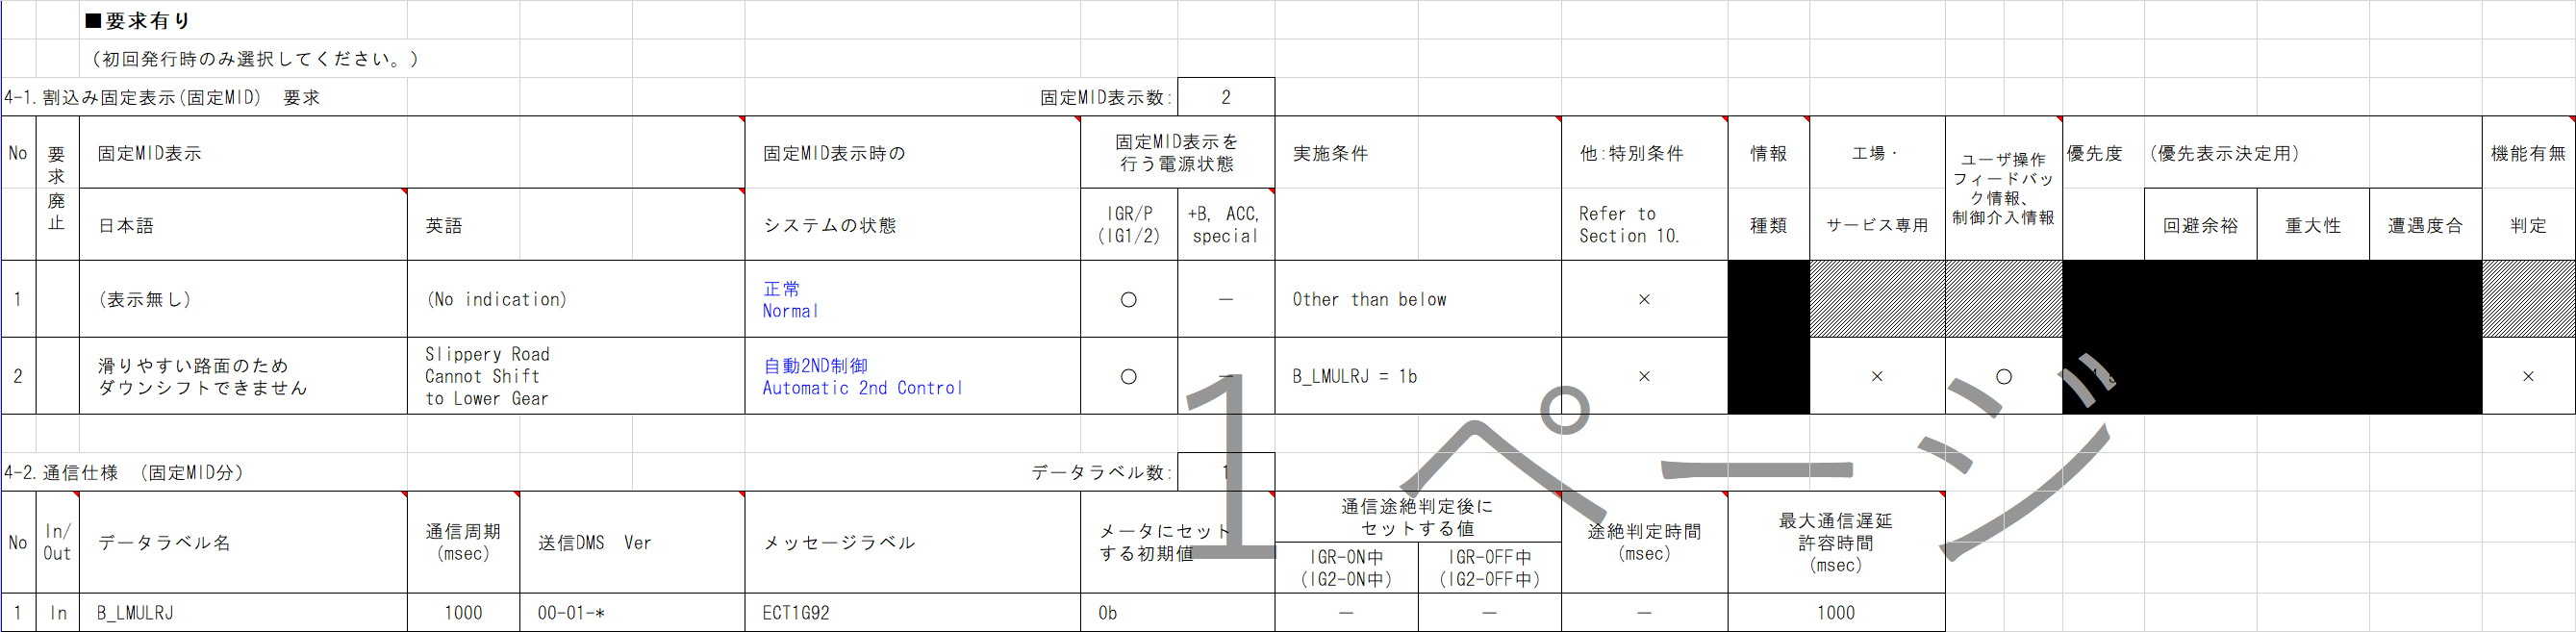 ■要求有り
（初回発行時のみ選択してください。）
4-1.割込み固定表示(固定MID)　要求
固定MID表示数:
2
No
要求廃止
固定MID表示
固定MID表示時の
固定MID表示を
行う電源状態
実施条件
他:特別条件
情報
工場・
ユーザ操作
フィードバッ
ク情報、
制御介入情報
優先度
(優先表示決定用)
機能有無
日本語
英語
システムの状態
IGR/P
(IG1/2)
+B, ACC,
special
Refer to
Section 10.
種類
サービス専用
回避余裕
重大性
遭遇度合
判定
1
(表示無し)
(No indication)
正常
Normal
○
－
Other than below
×
2
滑りやすい路面のため
ダウンシフトできません
Slippery Road
Cannot Shift
to Lower Gear
自動2ND制御
Automatic 2nd Control
○
－
B_LMULRJ = 1b
×
×
○
×
1 ページ
4-2.通信仕様　(固定MID分)
データラベル数:
1
No
In/
Out
データラベル名
通信周期
(msec)
送信DMS　Ver
メッセージラベル
メータにセット
する初期値
通信途絶判定後に
セットする値
IGR-ON中
(IG2-ON中)
IGR-OFF中
(IG2-OFF中)
途絶判定時間
(msec)
最大通信遅延
許容時間
(msec)
1
In
B_LMULRJ
1000
00-01-*
ECT1G92
0b
－
－
－
1000